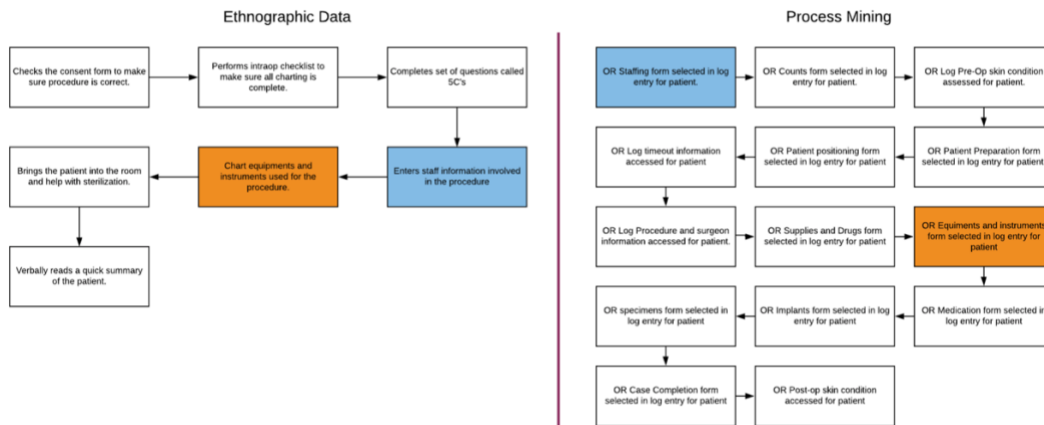 Ethnographic Data
Checks the consent form to make
sure procedure is correct.
Performs intraop checklist to
make sure all charting is
complete.
Completes set of questions called
5C's
Enters staff information involved
in the procedure
Chart equipments and
instruments used for the
procedure.
Brings the patient into the room
and help with sterilization.
Verbally reads a quick summary
of the patient.
Process Mining
OR Staffing form selected in log
entry for patient.
OR Counts form selected in log
entry for patient.
OR Log Pre-Op skin condition
assessed for patient.
OR Patient Preparation form
selected in log entry for patient
OR Patient positioning form
selected in log entry for patient
OR Log timeout information
accessed for patient
OR Log Procedure and surgeon
information accessed for patient.
OR Supplies and Drugs form
selected in log entry for patient
OR Equiments and instruments
form selected in log entry for
patient
OR Medication form selected in
log entry for patient
OR Implants form selected in log
entry for patient
OR specimens form selected in
log entry for patient
OR Case Completion form
selected in log entry for patient
OR Post-op skin condition
accessed for patient